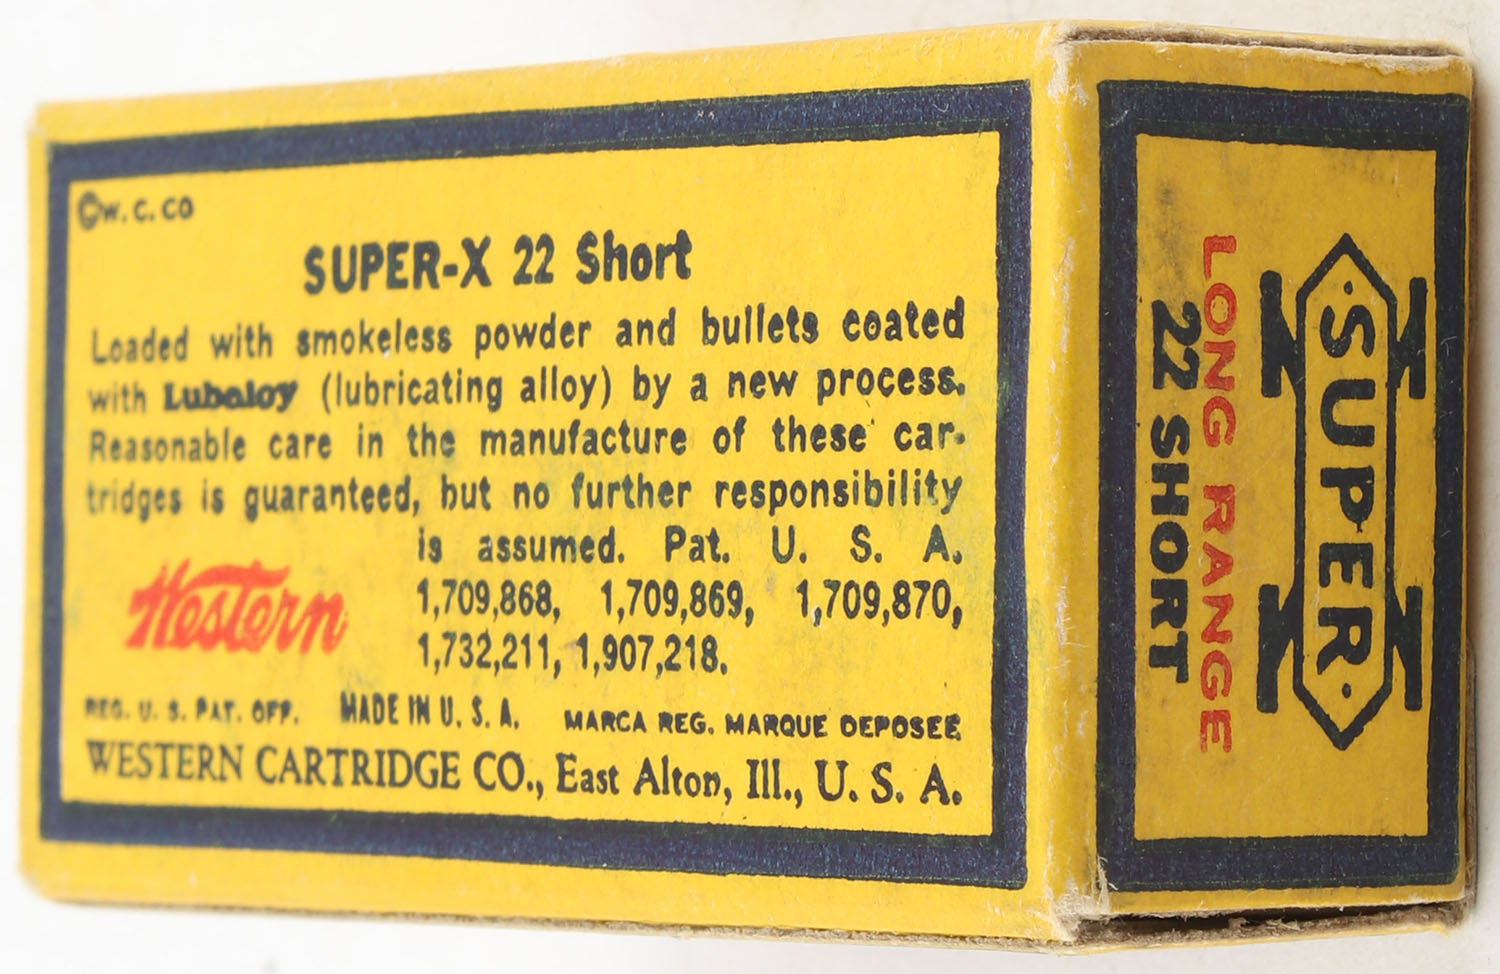 ©W. C. CO
SUPER-X 22 Short
Loaded with smokeless powder and bullets coated
with Lubaloy (lubricating alloy) by a new process.
Reasonable care in the manufacture of these car-
tridges is guaranteed, but no further responsibility
is assumed. Pat. U. S. A.
1,709,868, 1,709,869, 1,709,870,
1,732,211, 1,907,218.
Western
REG. U. S. PAT. OFF. MADE IN U. S. A. MARCA REG. MARQUE DEPOSEE
WESTERN CARTRIDGE CO., East Alton, Ill., U. S. A.
·SUPER·
X X
LONG RANGE
22 SHORT